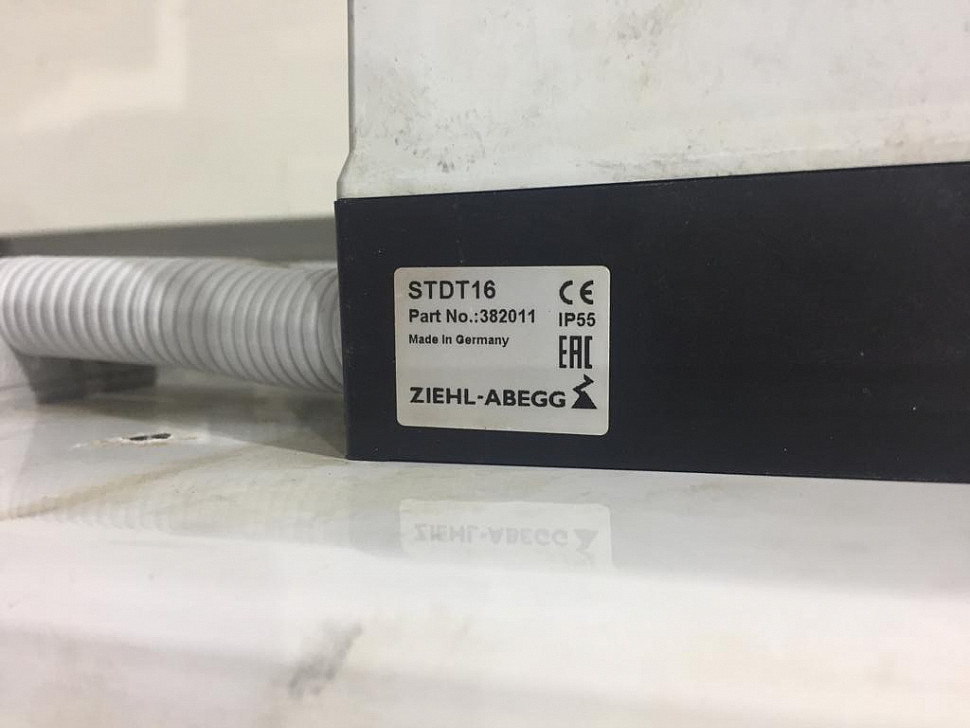 STDT16 CE
Part No.:382011 IP55
Made In Germany
EAC
ZIEHL-ABEGG